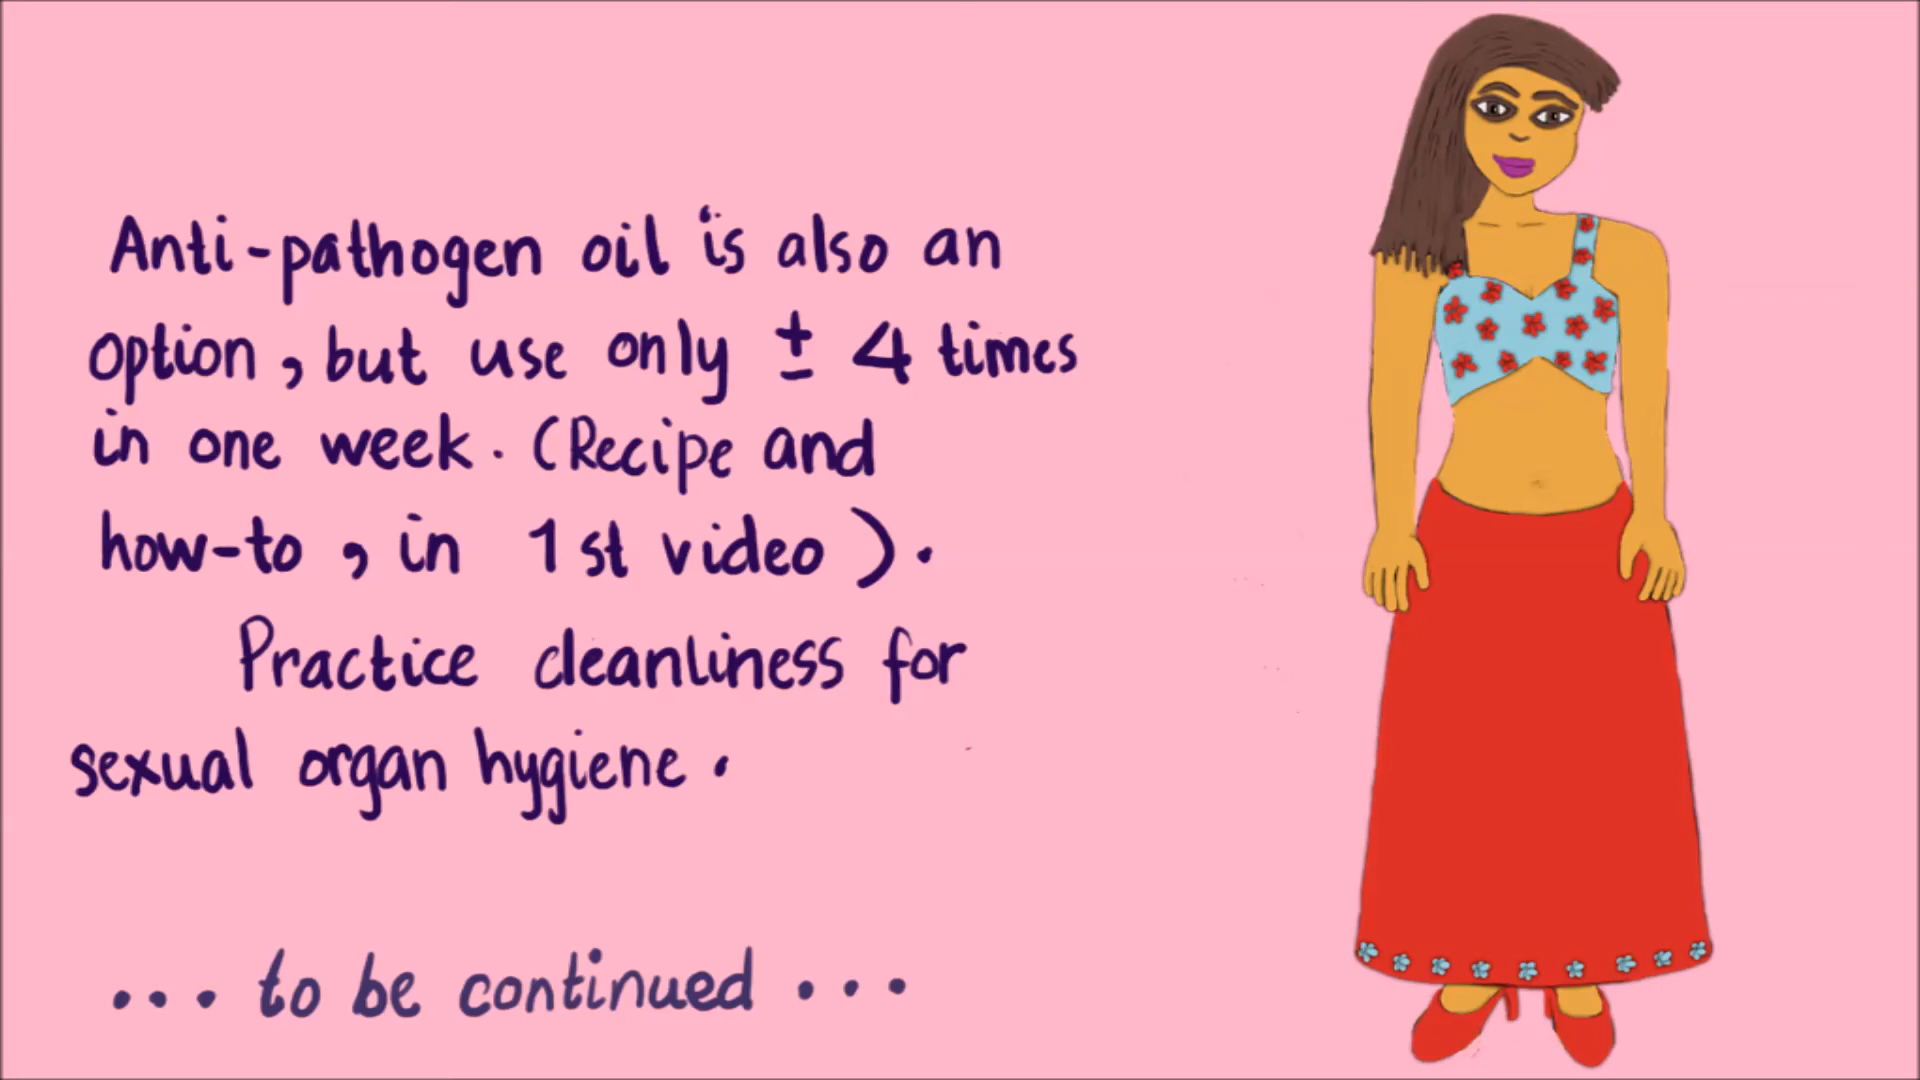 Anti-pathogen oil is also an
option, but use only ± 4 times
in one week. (Recipe and
how-to, in 1st video).
Practice cleanliness for
sexual organ hygiene.
... to be continued ...